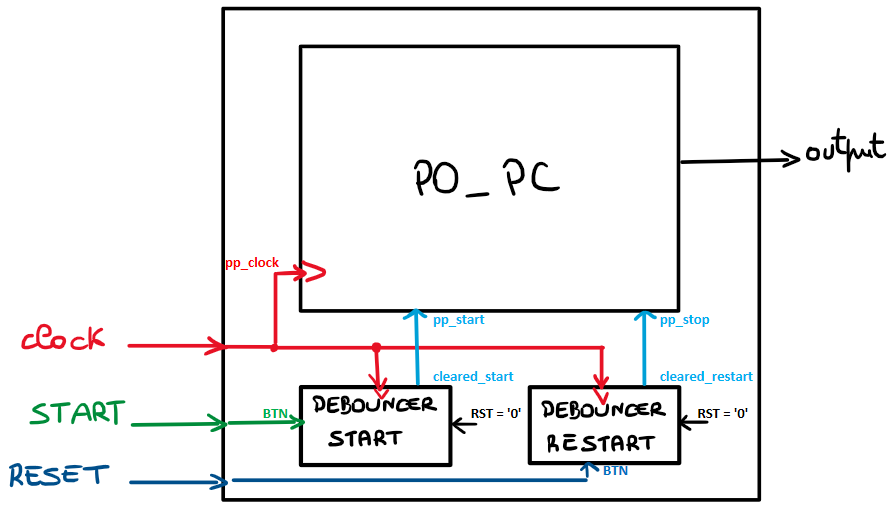 PO_PC
output
pp_clock
clock
pp_start
pp_stop
cleared_start
cleared_restart
START
BTN
DEBOUNCER
START
RST = '0'
DEBOUNCER
RESTART
RST = '0'
RESET
BTN